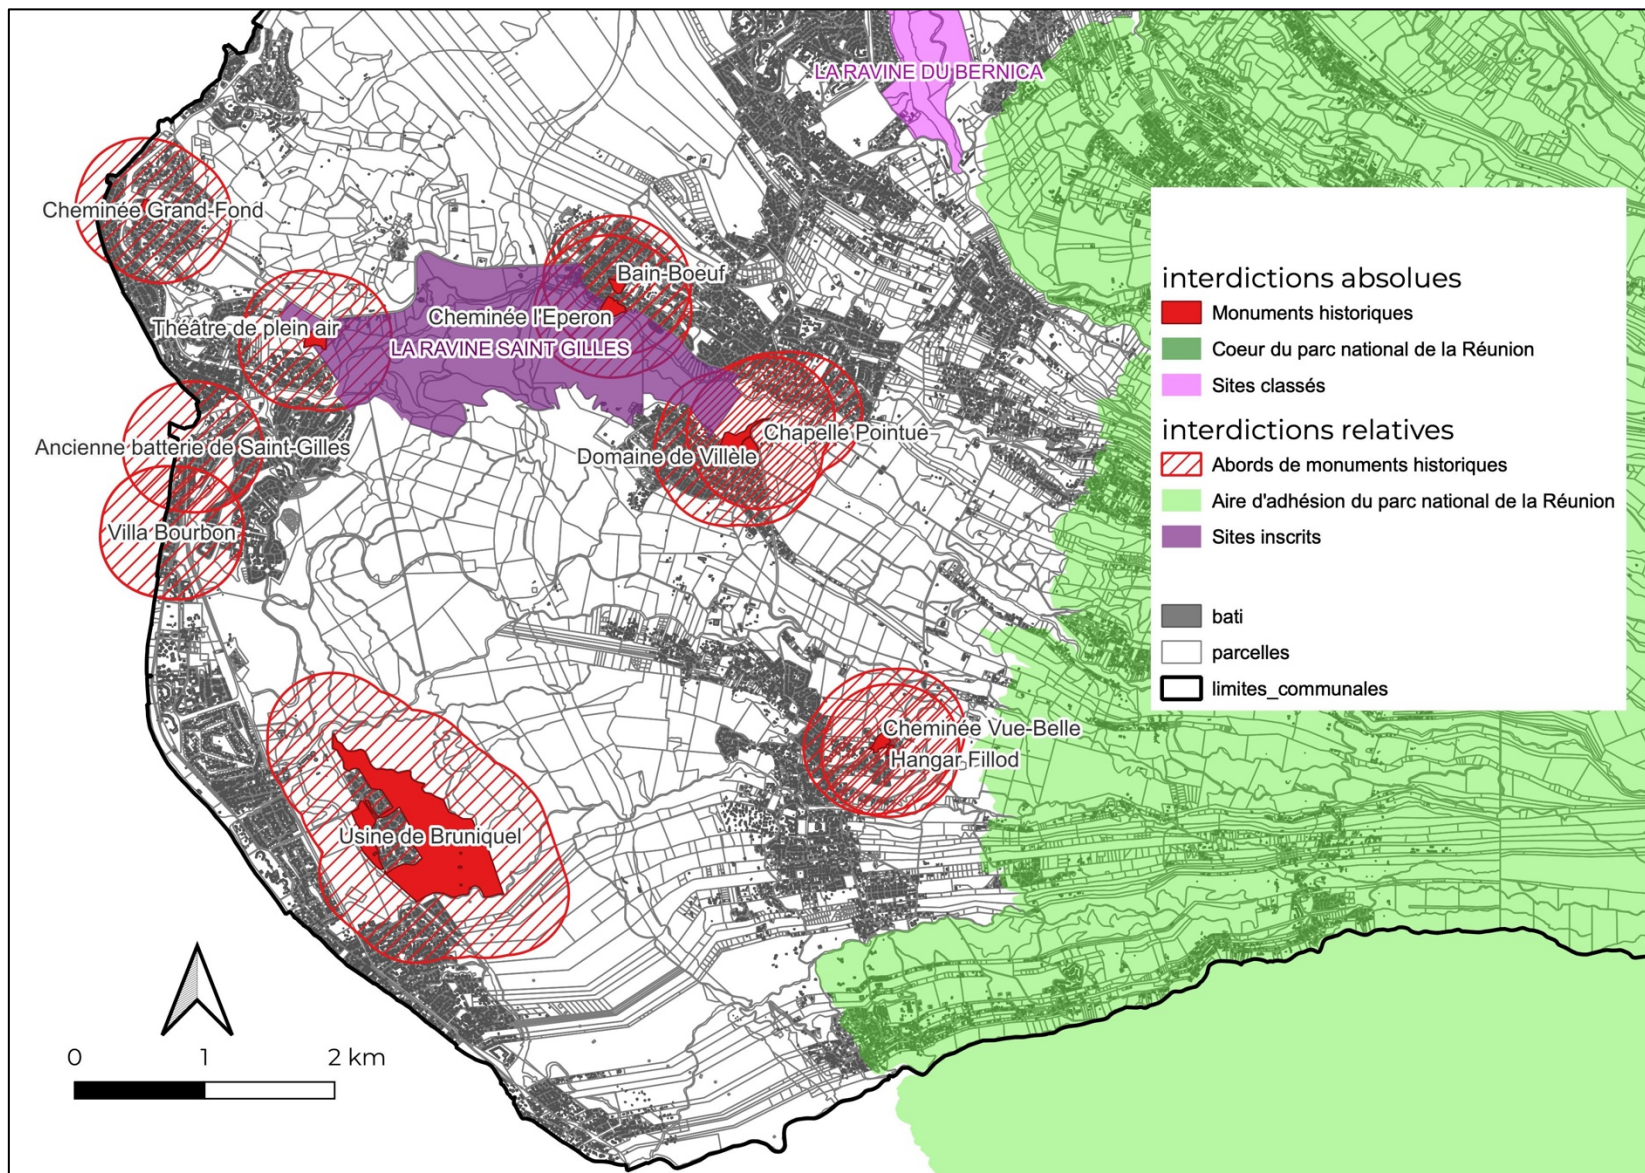 LA RAVINE DU BERNICA
Cheminée Grand-Fond
Bain-Boeuf
Cheminée l'Eperon
Théâtre de plein air
LA RAVINE SAINT GILLES
Chapelle Pointue
Ancienne batterie de Saint-Gilles
Domaine de Villèle
Villa Bourbon
Cheminée Vue-Belle
Hangar Fillod
Usine de Bruniquel
interdictions absolues
Monuments historiques
Coeur du parc national de la Réunion
Sites classés
interdictions relatives
Abords de monuments historiques
Aire d'adhésion du parc national de la Réunion
Sites inscrits
bati
parcelles
limites_communales
0 1 2 km